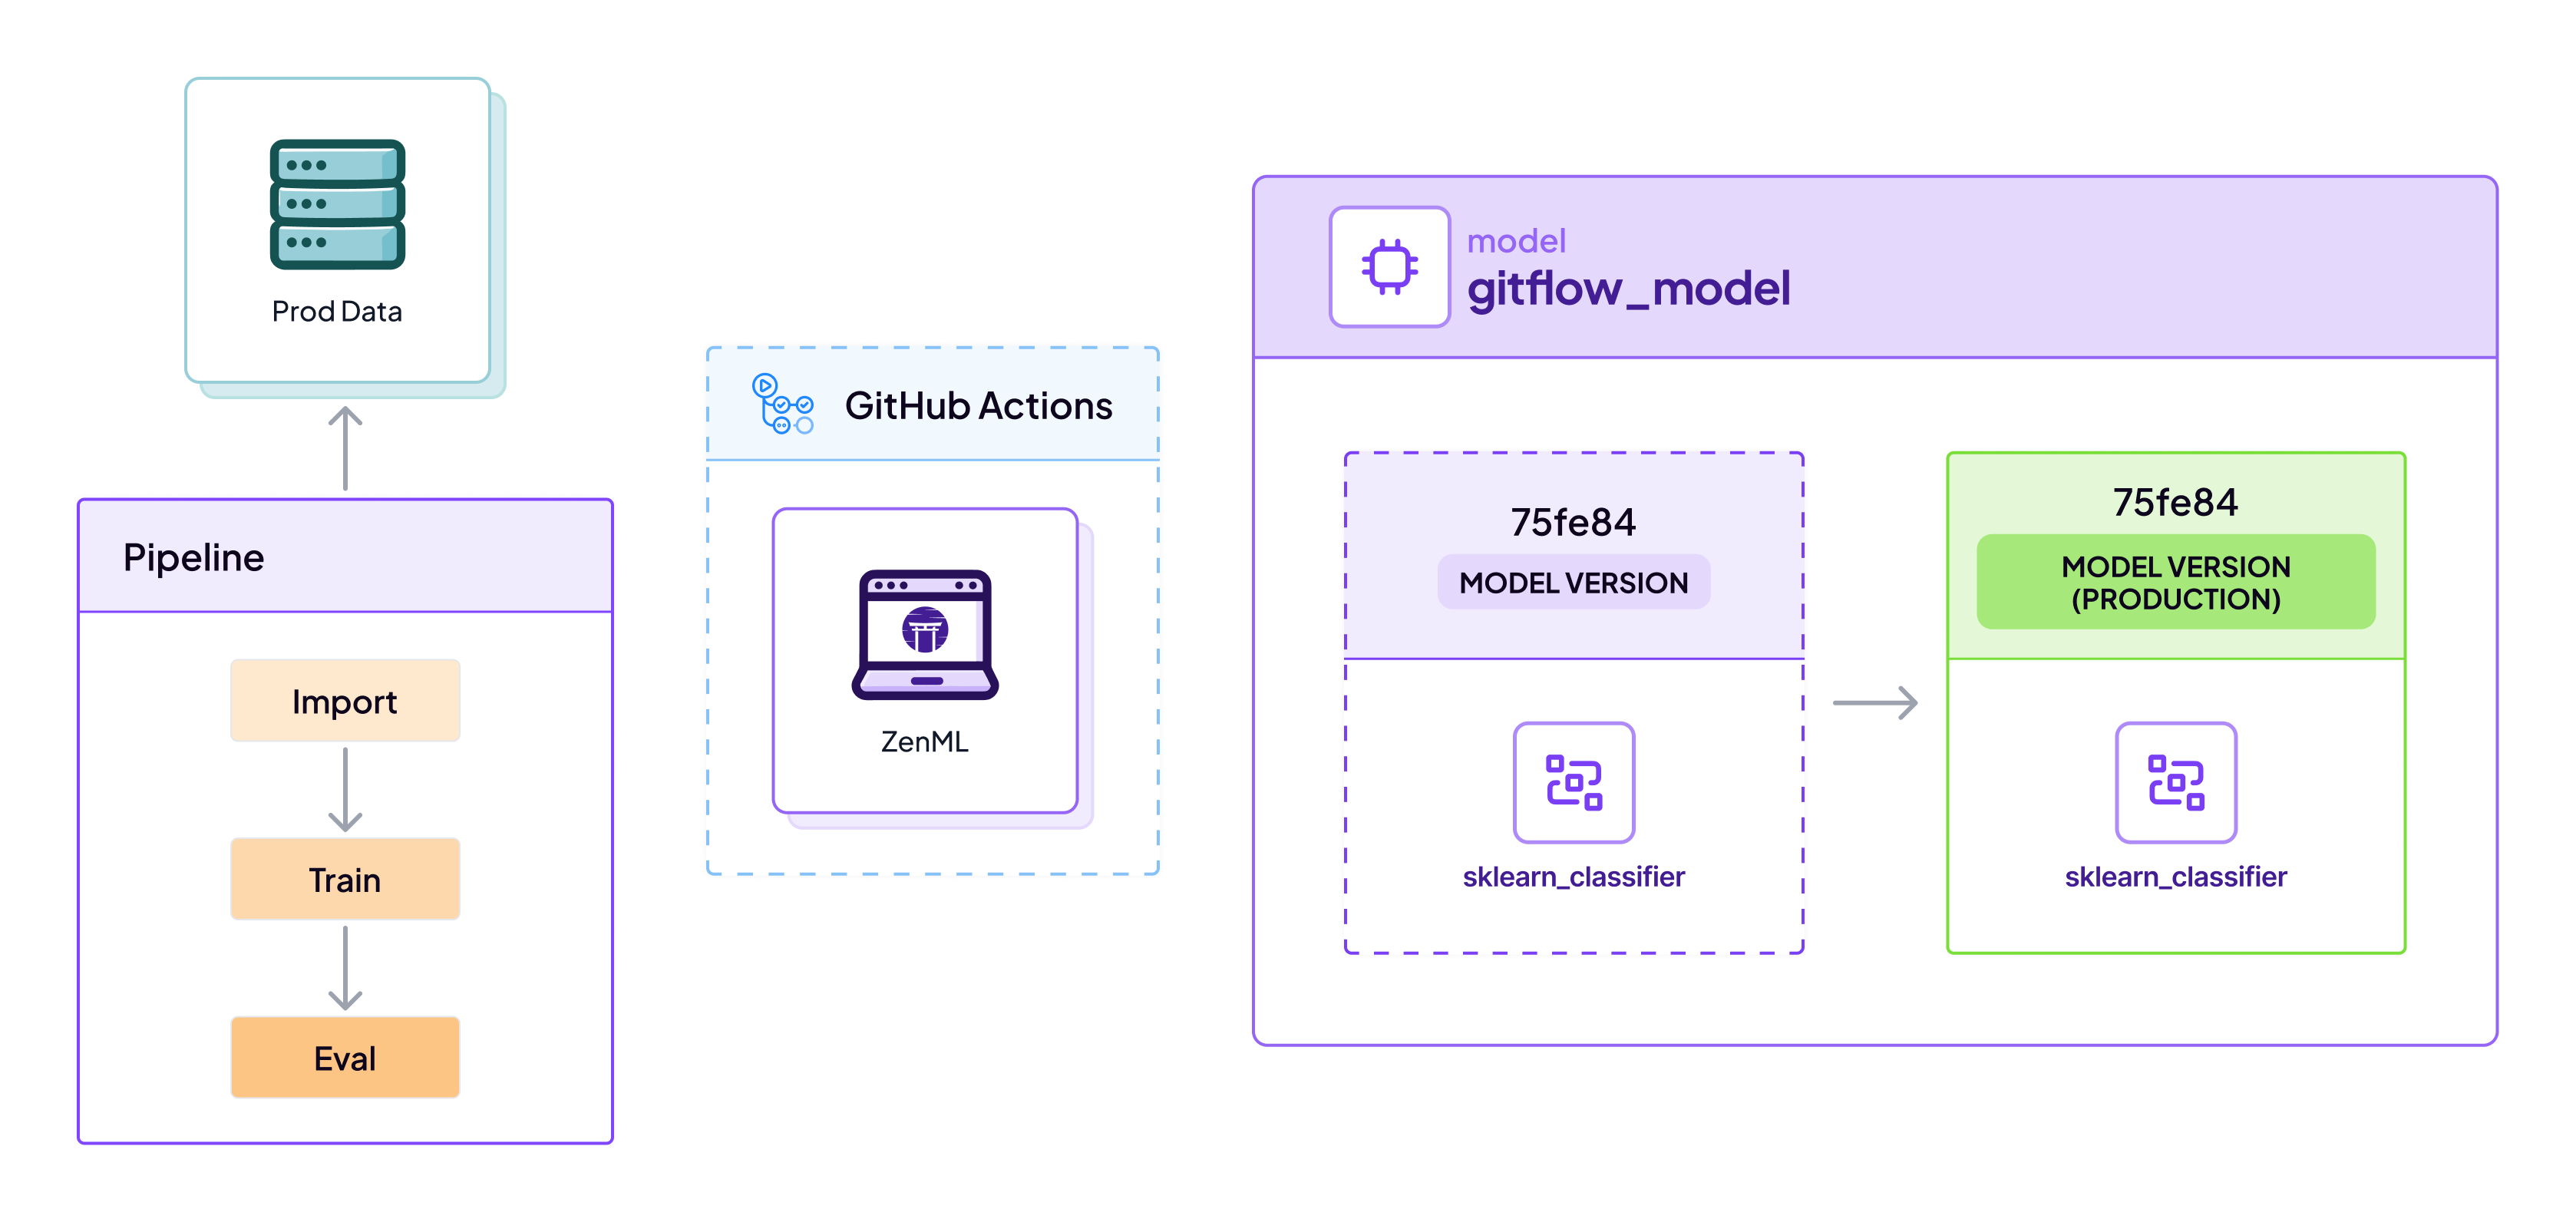 Prod Data
Pipeline
Import
Train
Eval
GitHub Actions
ZenML
model
gitflow_model
75fe84
MODEL VERSION
sklearn_classifier
75fe84
MODEL VERSION
(PRODUCTION)
sklearn_classifier